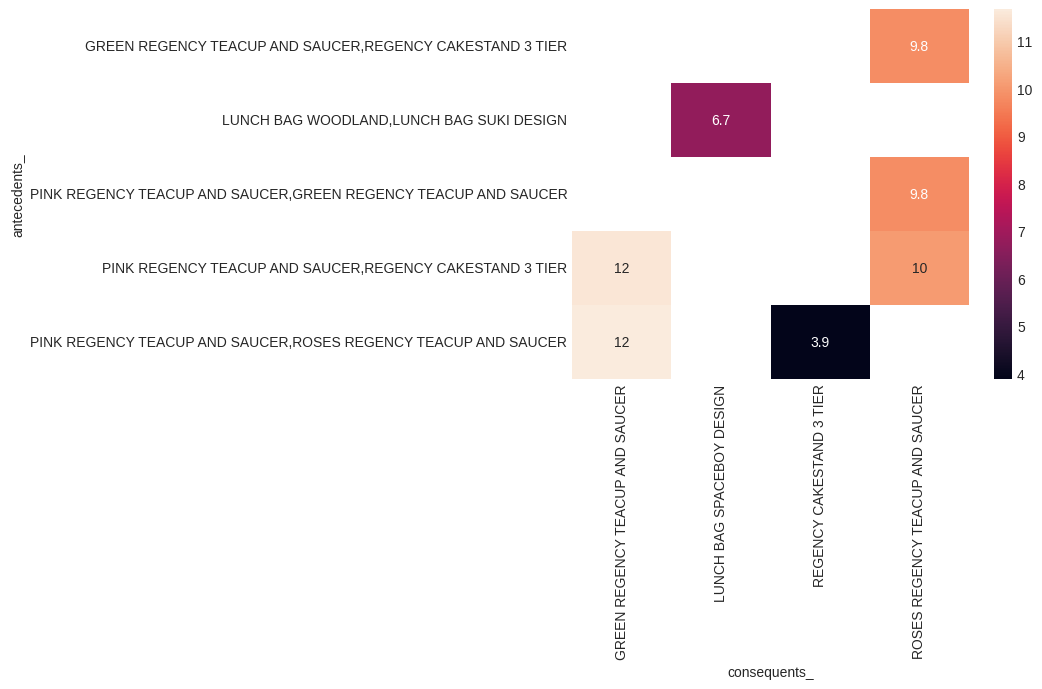 GREEN REGENCY TEACUP AND SAUCER,REGENCY CAKESTAND 3 TIER
9.8
LUNCH BAG WOODLAND,LUNCH BAG SUKI DESIGN
6.7
PINK REGENCY TEACUP AND SAUCER,GREEN REGENCY TEACUP AND SAUCER
9.8
PINK REGENCY TEACUP AND SAUCER,REGENCY CAKESTAND 3 TIER
12
10
PINK REGENCY TEACUP AND SAUCER,ROSES REGENCY TEACUP AND SAUCER
12
3.9
antecedents_
GREEN REGENCY TEACUP AND SAUCER
LUNCH BAG SPACEBOY DESIGN
REGENCY CAKESTAND 3 TIER
ROSES REGENCY TEACUP AND SAUCER
consequents_
11
10
9
8
7
6
5
4